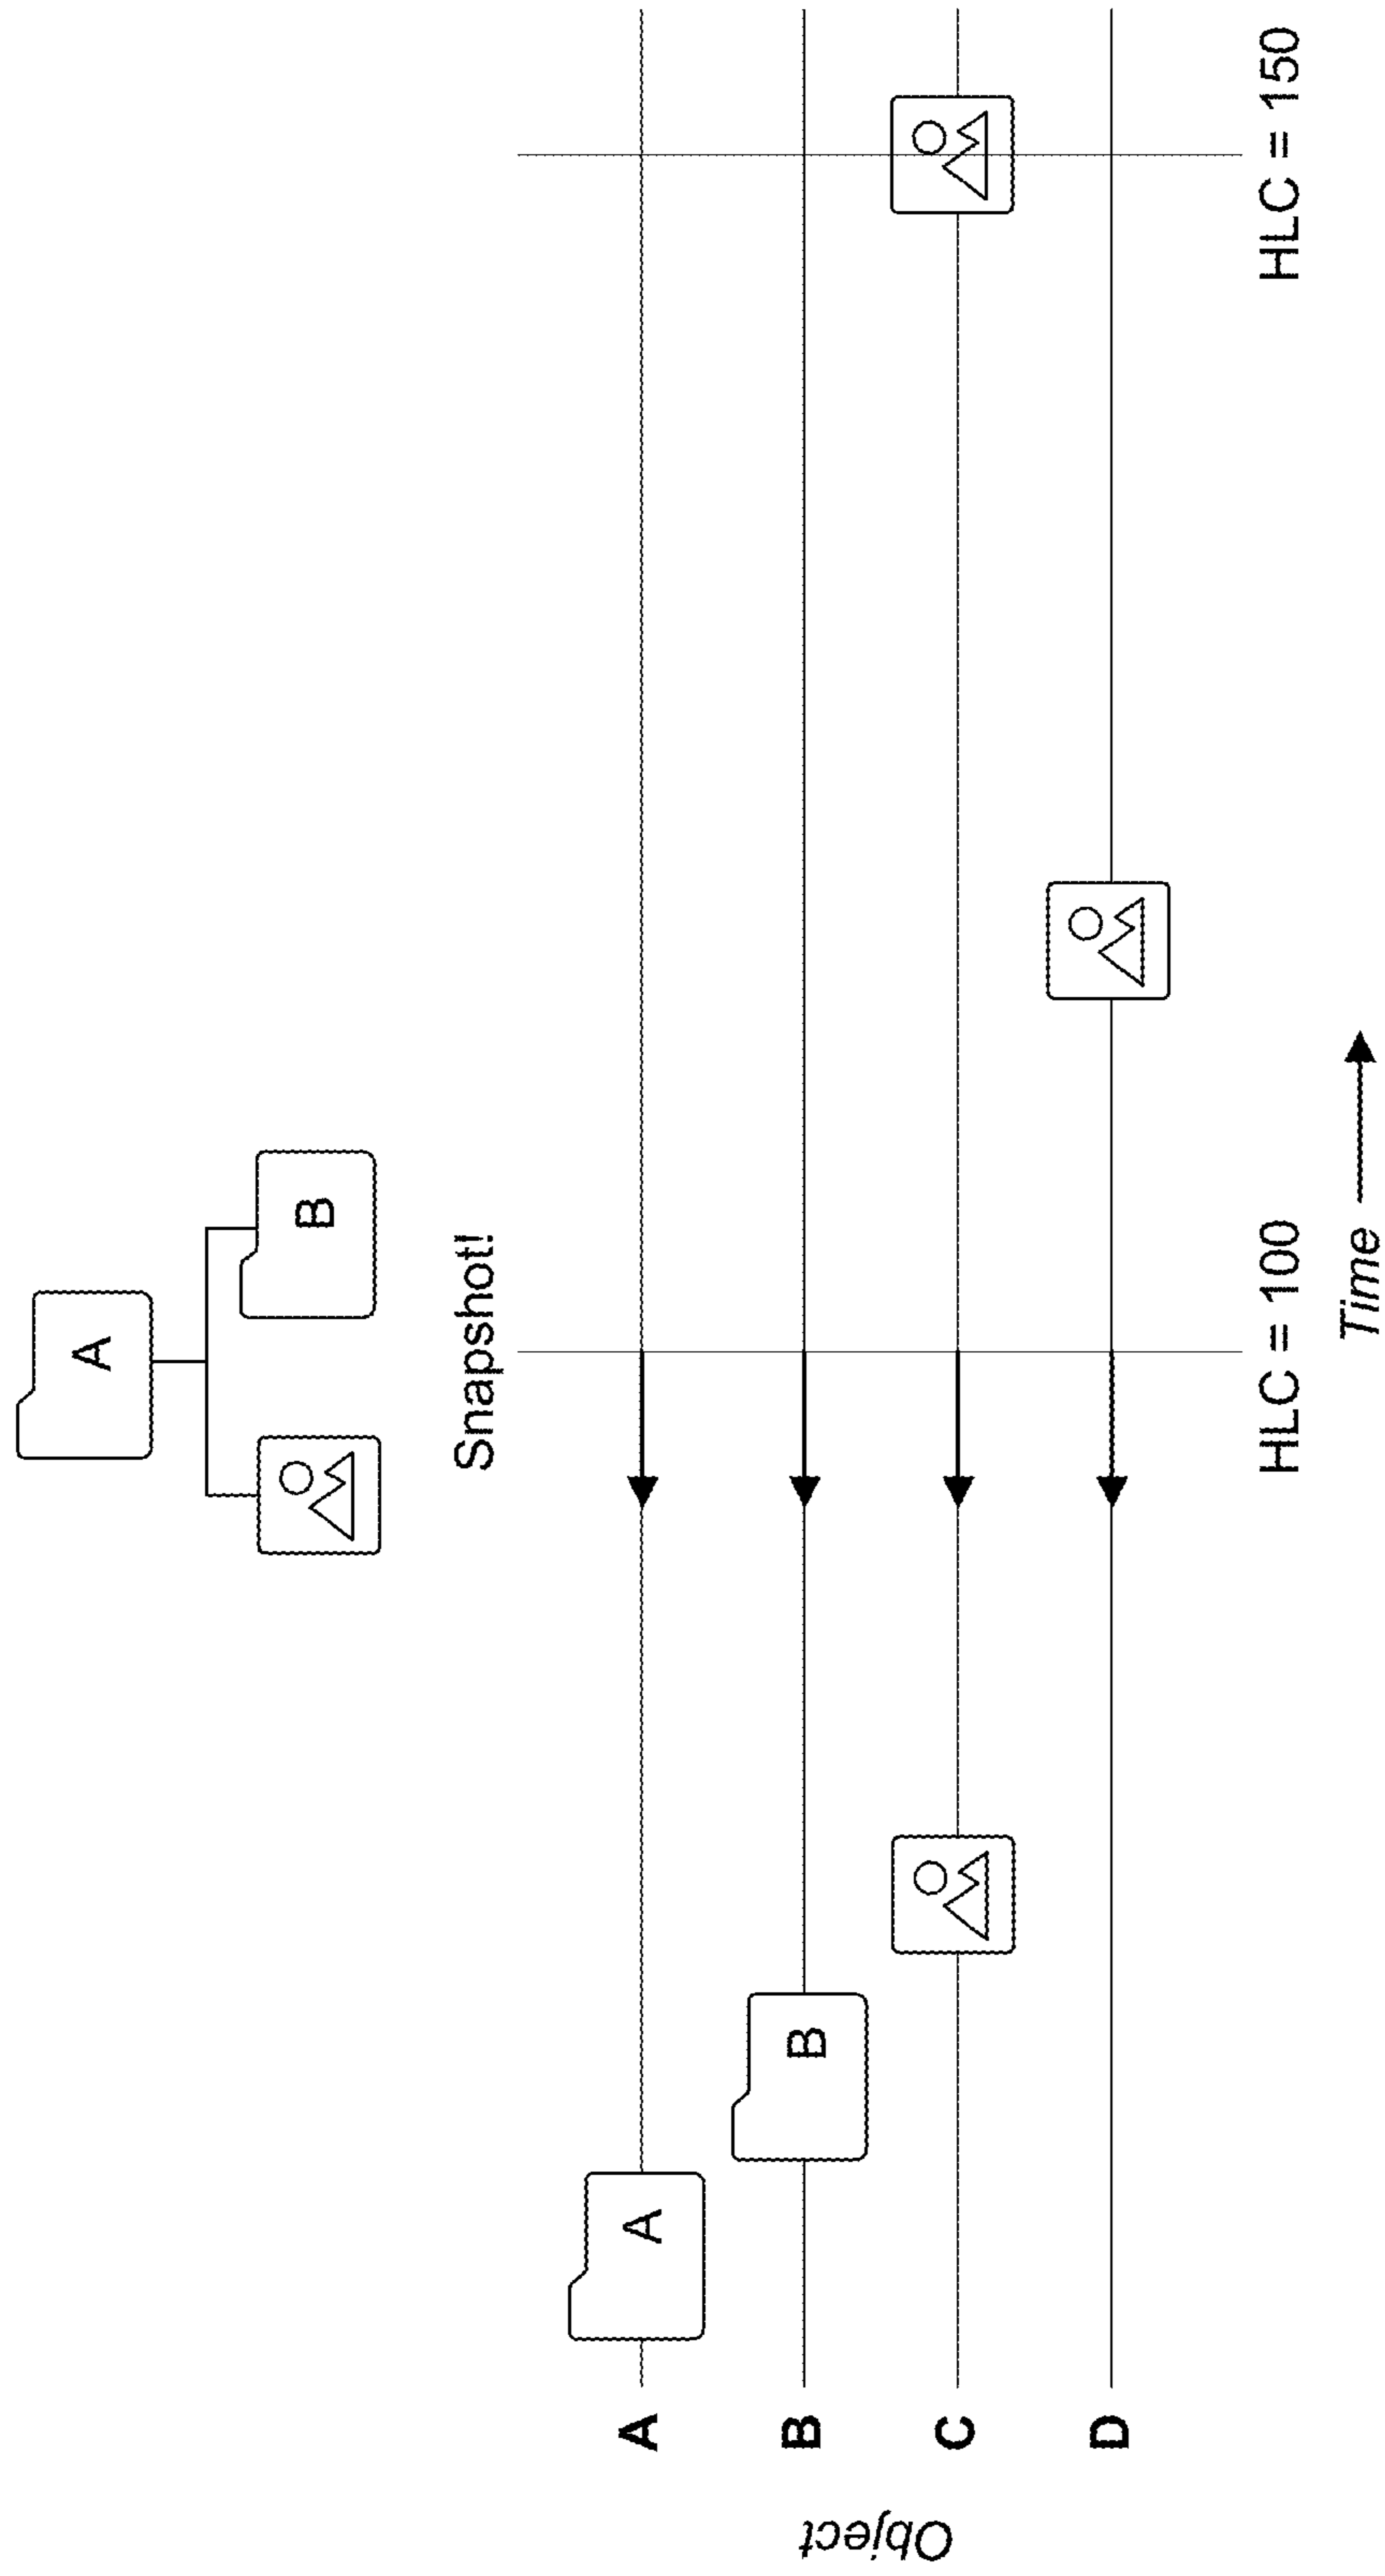 A
B
Snapshot!
A
A
B
B
C
D
Object
HLC = 100
HLC = 150
Time